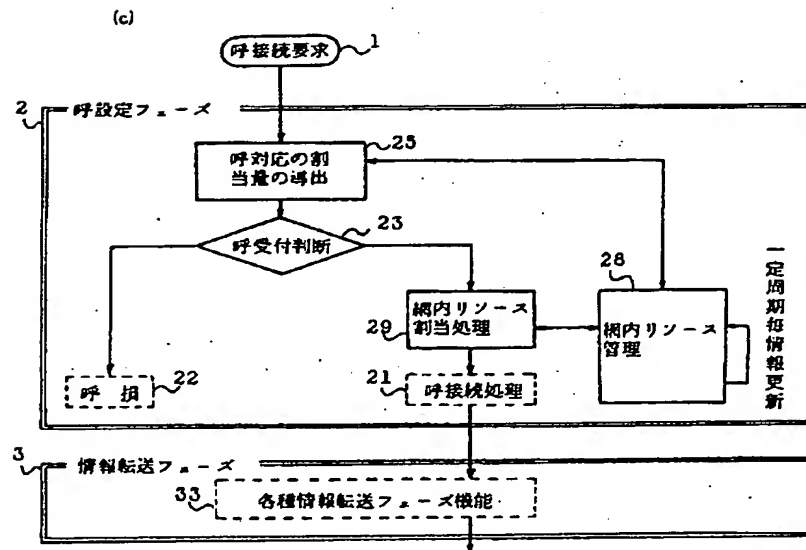 (c)
呼接続要求
1
2
呼設定フェーズ
呼対応の割
当量の導出
25
呼受付判断
23
28
網内リソース
割当処理
29
網内リソース
管理
一定周期毎情報更新
呼 損
22
21
呼接続処理
3
情報転送フェーズ
33
各種情報転送フェーズ機能